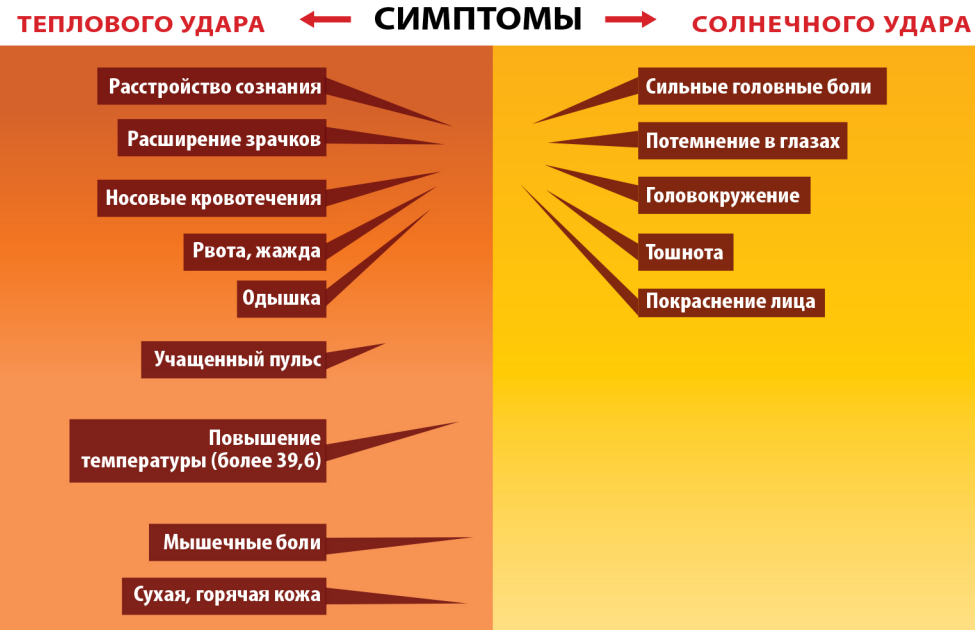 ТЕПЛОВОГО УДАРА
СИМПТОМЫ
СОЛНЕЧНОГО УДАРА
Расстройство сознания
Расширение зрачков
Носовые кровотечения
Рвота, жажда
Одышка
Учащенный пульс
Повышение
температуры (более 39,6)
Мышечные боли
Сухая, горячая кожа
Сильные головные боли
Потемнение в глазах
Головокружение
Тошнота
Покраснение лица